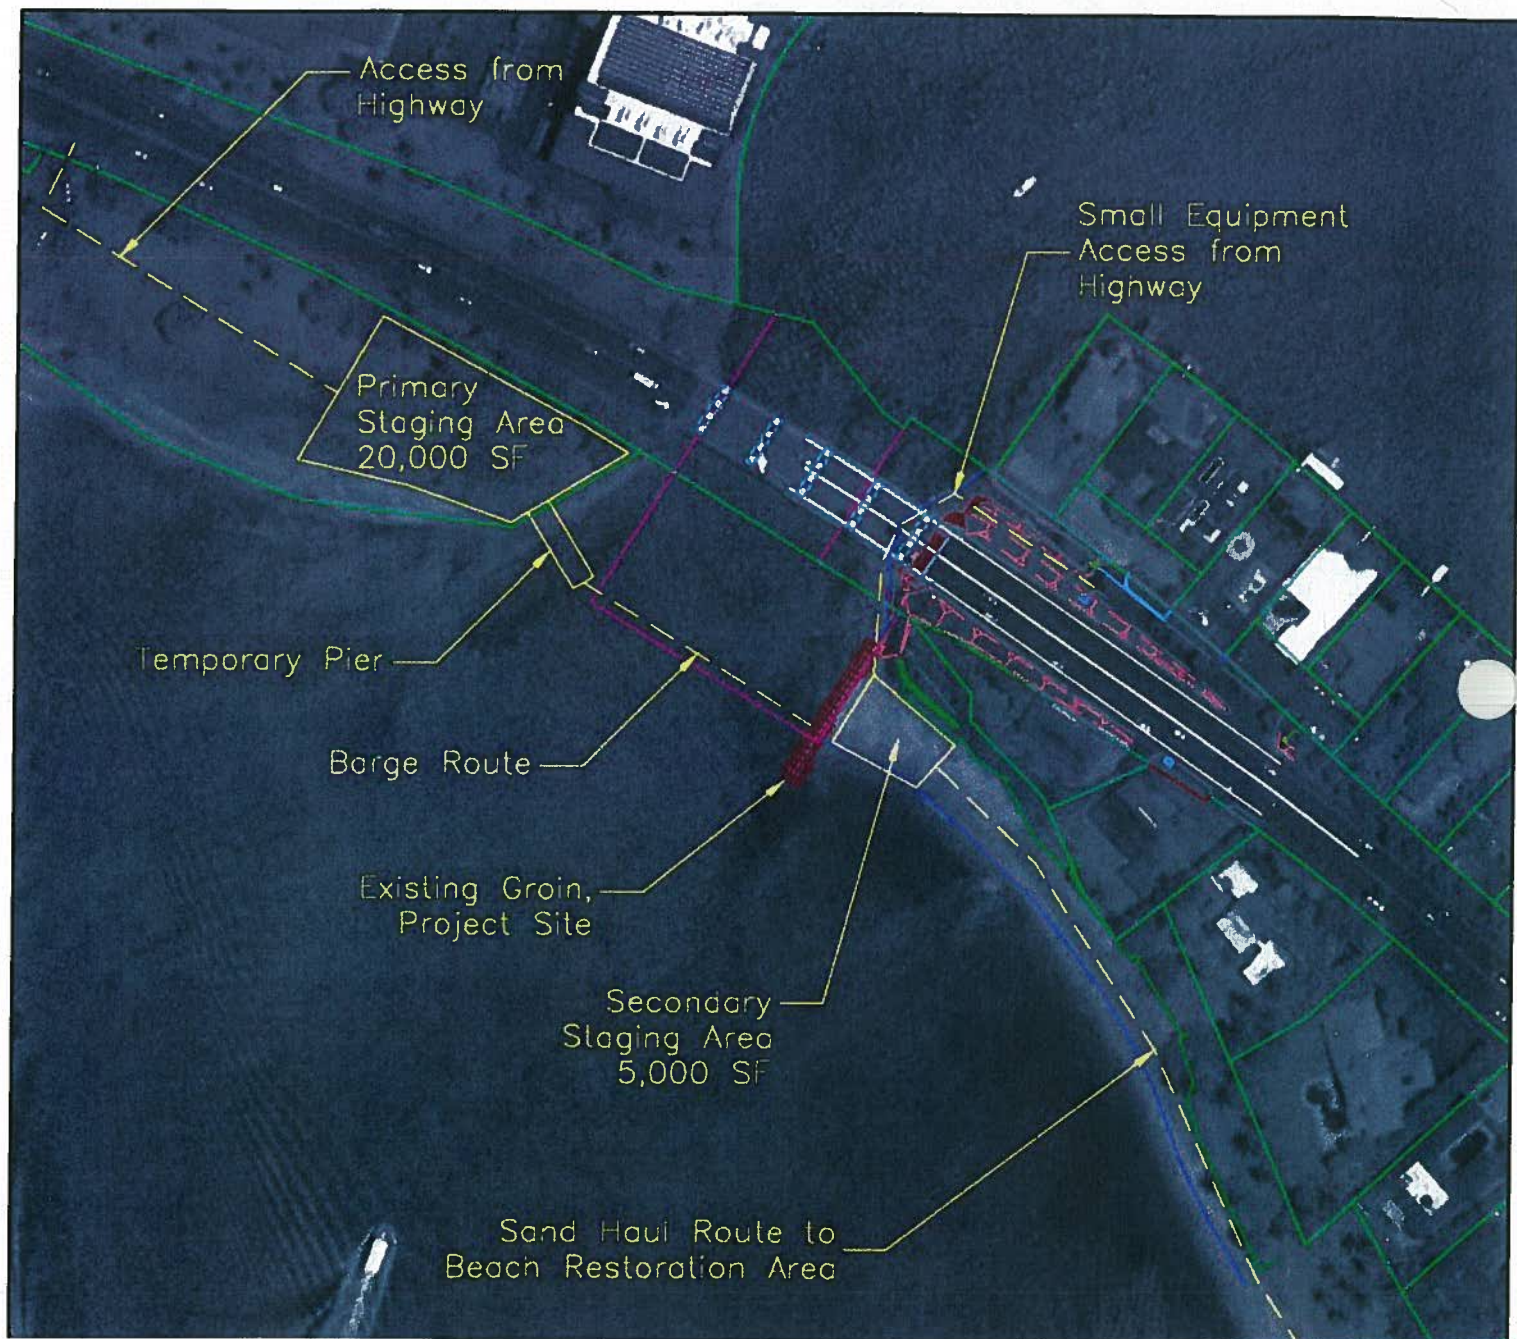 Access from
Highway
Small Equipment
Access from
Highway
Primary
Staging Area
20,000 SF
Temporary Pier
Barge Route
Existing Groin,
Project Site
Secondary
Staging Area
5,000 SF
Sand Haul Route to
Beach Restoration Area